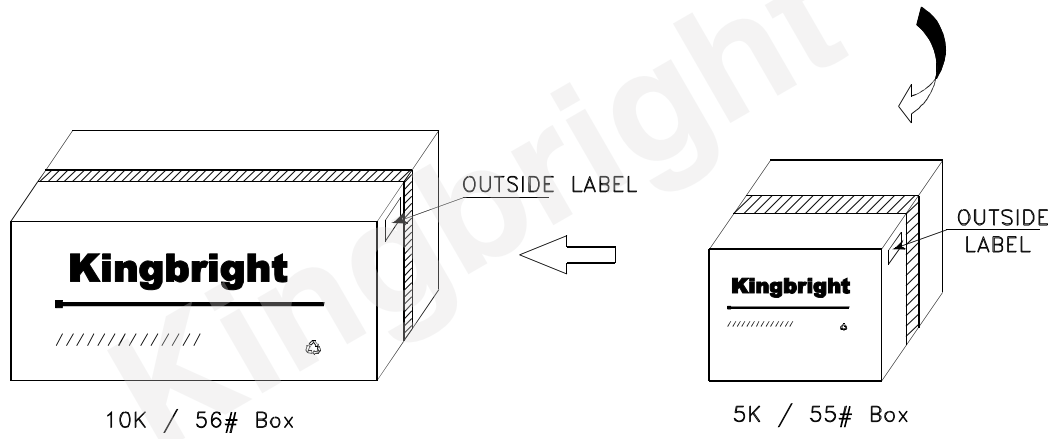 Kingbright
OUTSIDE LABEL
Kingbright
10K / 56# Box
OUTSIDE
LABEL
Kingbright
5K / 55# Box